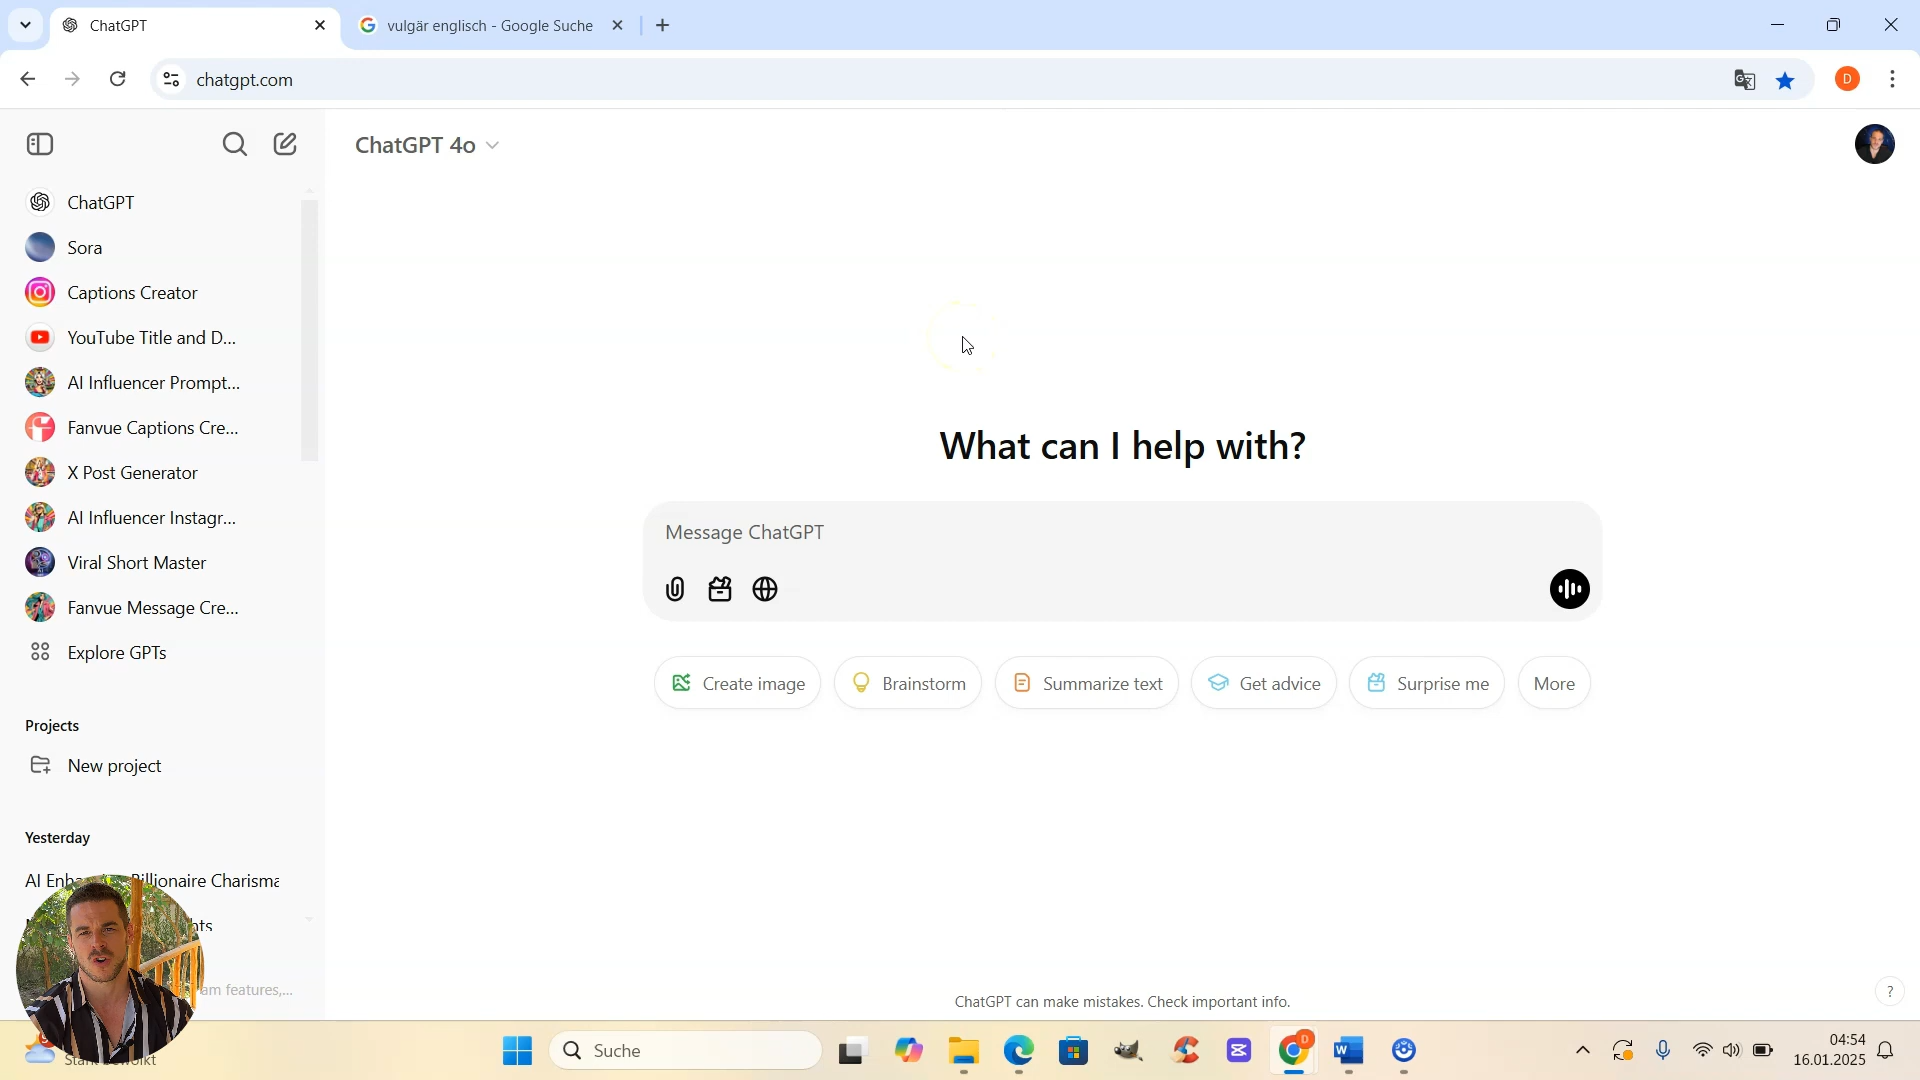 ChatGPT
vulgär englisch - Google Suche
chatgpt.com
D
ChatGPT 4o
ChatGPT
Sora
Captions Creator
YouTube Title and D...
AI Influencer Prompt...
Fanvue Captions Cre...
X Post Generator
AI Influencer Instagr...
Viral Short Master
Fanvue Message Cre...
Explore GPTs
Projects
New project
Yesterday
Billionaire Charisma
am features,...
What can I help with?
Message ChatGPT
Create image
Brainstorm
Summarize text
Get advice
Surprise me
More
ChatGPT can make mistakes. Check important info.
?
Suche
D
04:54
16.01.2025